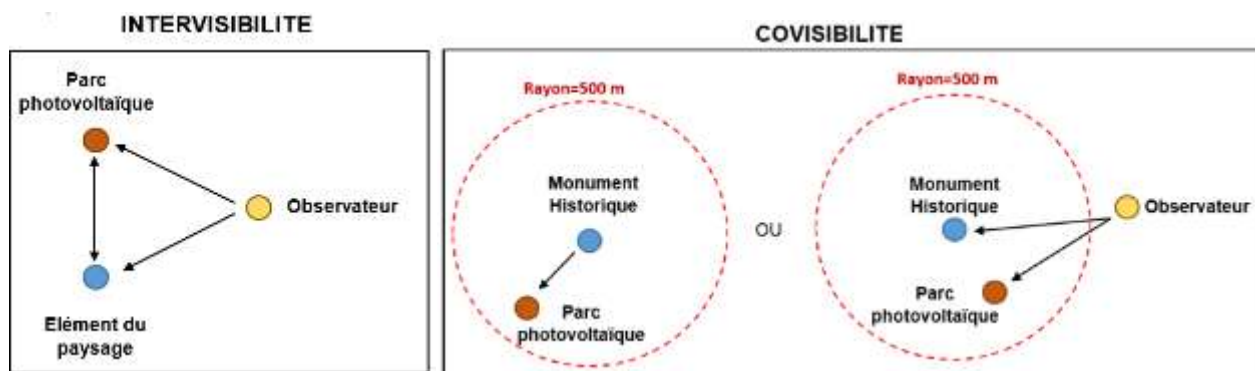 INTERVISIBILITE
Parc
photovoltaïque
Observateur
Elément du
paysage
COVISIBILITE
Rayon=500 m
Monument
Historique
Parc
photovoltaïque
OU
Rayon=500 m
Monument
Historique
Observateur
Parc
photovoltaïque